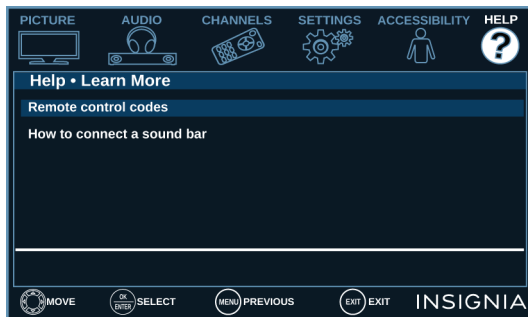 PICTURE AUDIO CHANNELS SETTINGS ACCESSIBILITY HELP
?
Help • Learn More
Remote control codes
How to connect a sound bar
OK ENTER MOVE SELECT MENU PREVIOUS EXIT EXIT INSIGNIA